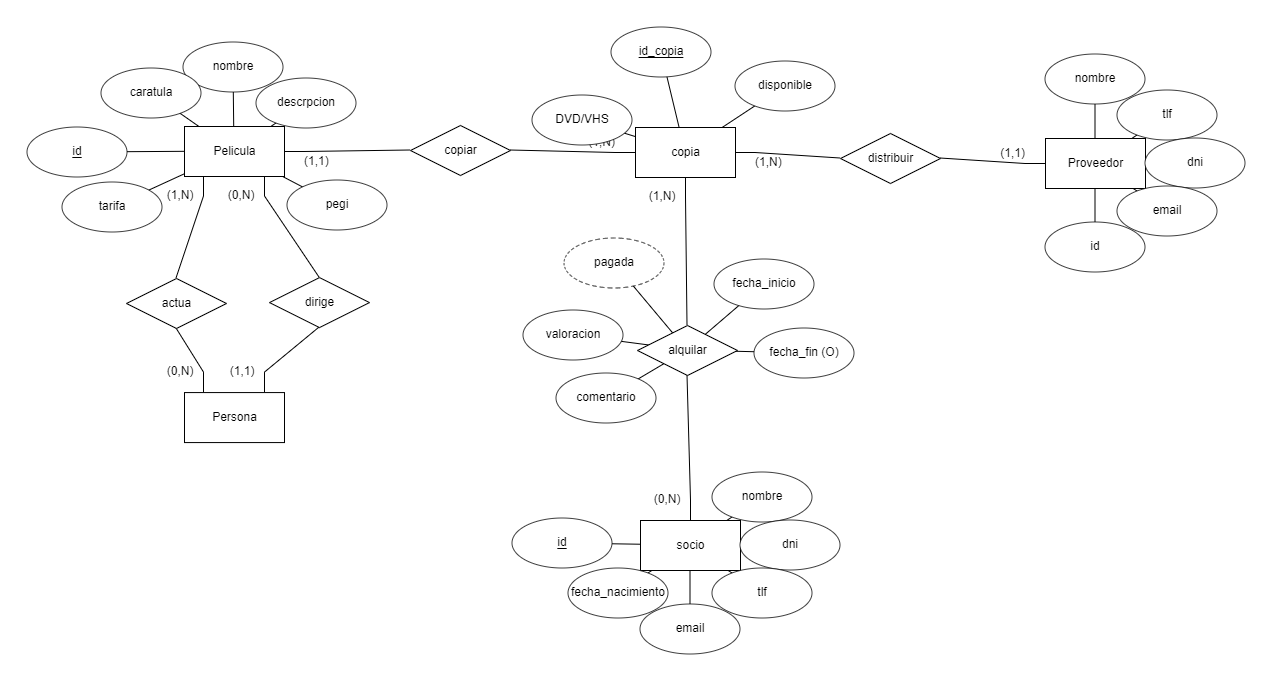 id_copia
nombre
disponible
nombre
caratula
descrpcion
tlf
DVD/VHS
id
Pelicula
(1,1)
copiar
(1,N)
copia
(1,N)
distribuir
(1,1)
Proveedor
dni
tarifa
(1,N)
(0,N)
pegi
(1,N)
email
id
pagada
fecha_inicio
actua
dirige
valoracion
alquilar
fecha_fin (O)
(0,N)
(1,1)
comentario
Persona
(0,N)
nombre
id
socio
dni
fecha_nacimiento
tlf
email